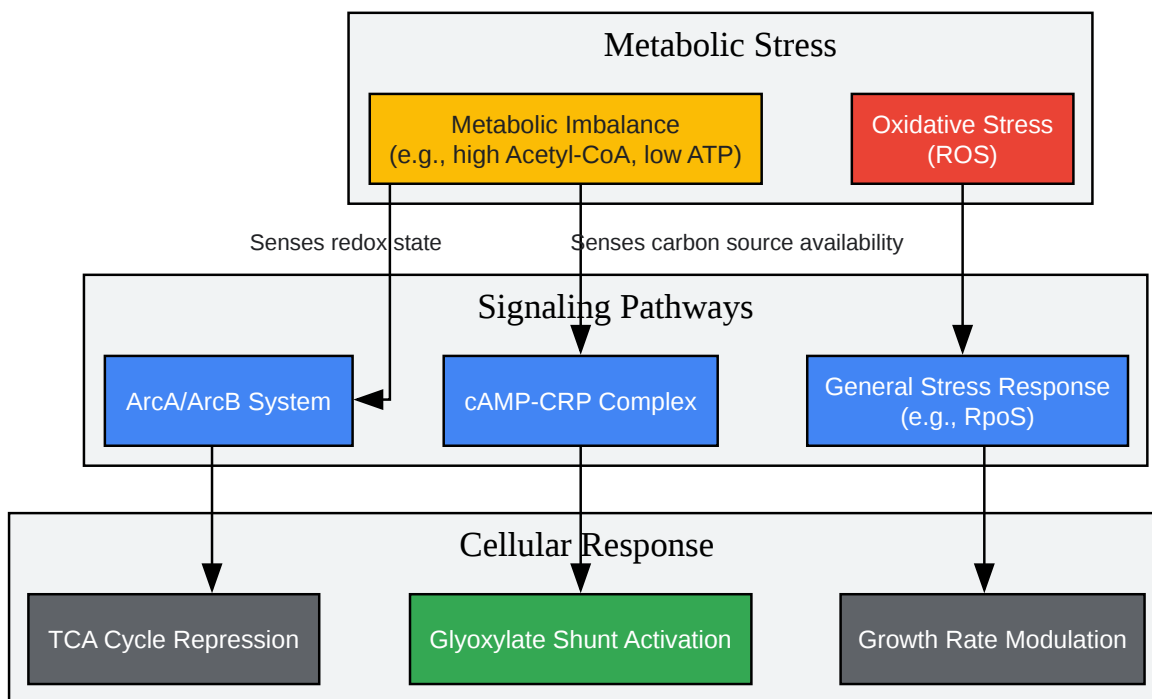 Metabolic Stress
Metabolic Imbalance
(e.g., high Acetyl-CoA, low ATP)
Oxidative Stress
(ROS)
Senses redox state
Senses carbon source availability
Signaling Pathways
ArcA/ArcB System
cAMP-CRP Complex
General Stress Response
(e.g., RpoS)
Cellular Response
TCA Cycle Repression
Glyoxylate Shunt Activation
Growth Rate Modulation